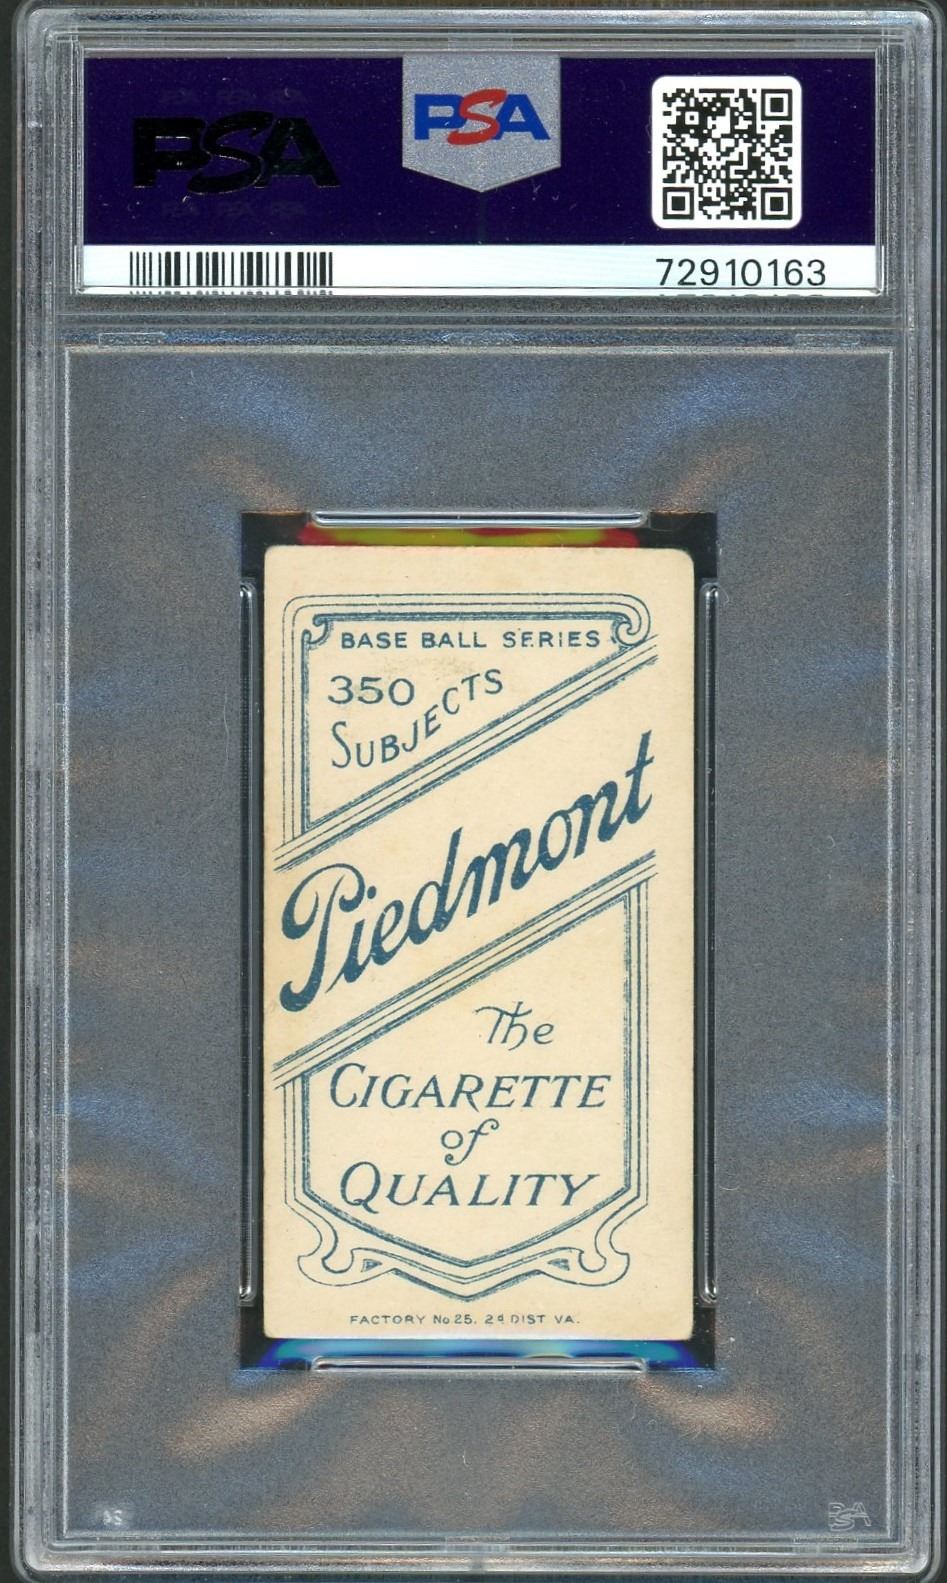 PSA
PSA
72910163
BASE BALL SERIES
350
SUBJECTS
Piedmont
The
CIGARETTE
of
QUALITY
FACTORY No 25. 2d DIST VA.
PSA